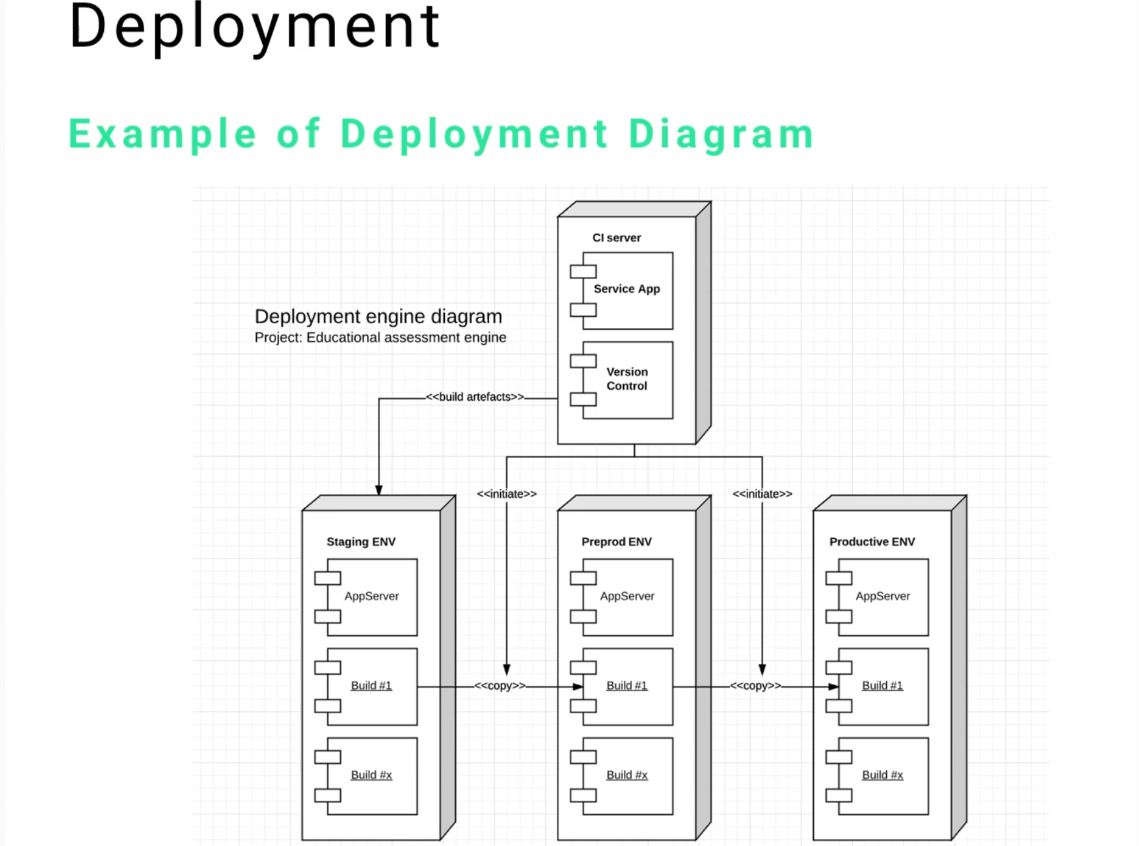 Deployment
Example of Deployment Diagram
CI server
Service App
Deployment engine diagram
Project: Educational assessment engine
Version
Control
<<build artefacts>>
<<initiate>>
<<initiate>>
Staging ENV
Preprod ENV
Productive ENV
AppServer
AppServer
AppServer
Build #1
<<copy>>
Build #1
<<copy>>
Build #1
Build #x
Build #x
Build #x